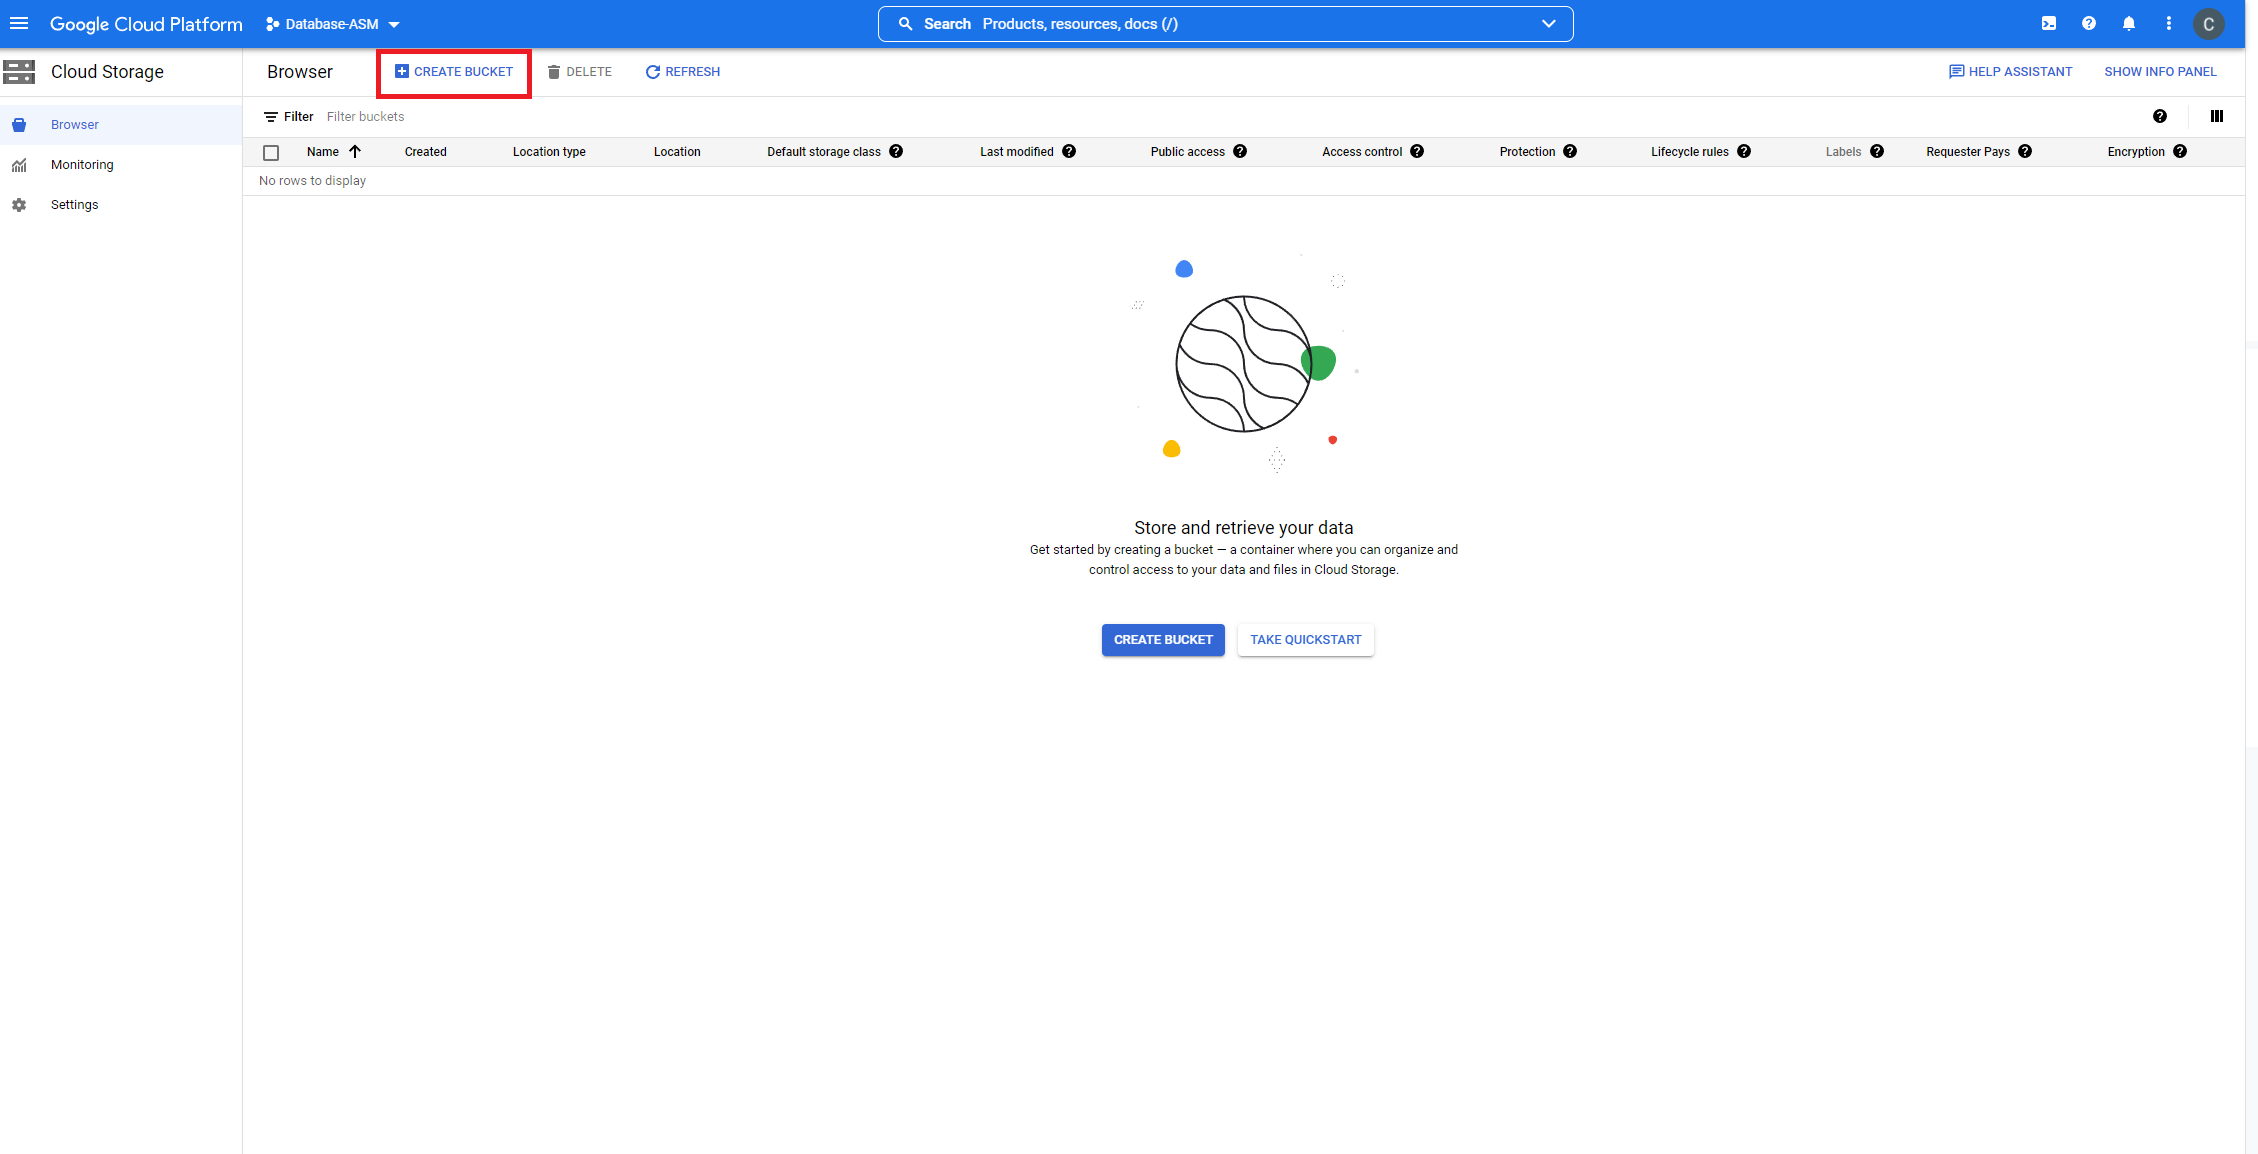 Google Cloud Platform Database-ASM Search Products, resources, docs (/) C
Cloud Storage Browser CREATE BUCKET DELETE REFRESH HELP ASSISTANT SHOW INFO PANEL
Filter Filter buckets
Browser
Name Created Location type Location Default storage class Last modified Public access Access control Protection Lifecycle rules Labels Requester Pays Encryption
Monitoring
No rows to display
Settings
Store and retrieve your data
Get started by creating a bucket — a container where you can organize and
control access to your data and files in Cloud Storage.
CREATE BUCKET TAKE QUICKSTART